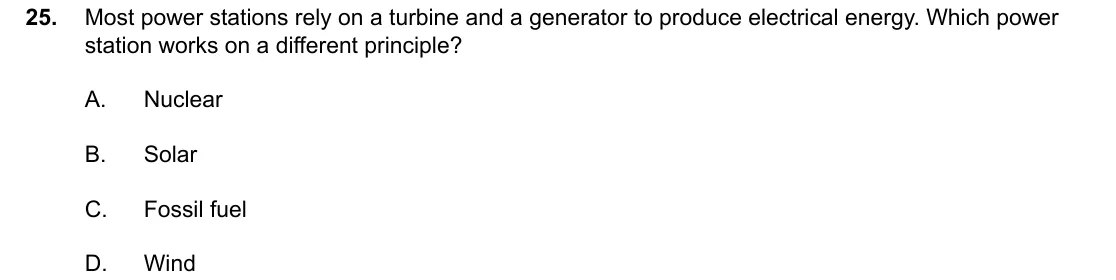 25. Most power stations rely on a turbine and a generator to produce electrical energy. Which power
station works on a different principle?
A. Nuclear
B. Solar
C. Fossil fuel
D. Wind